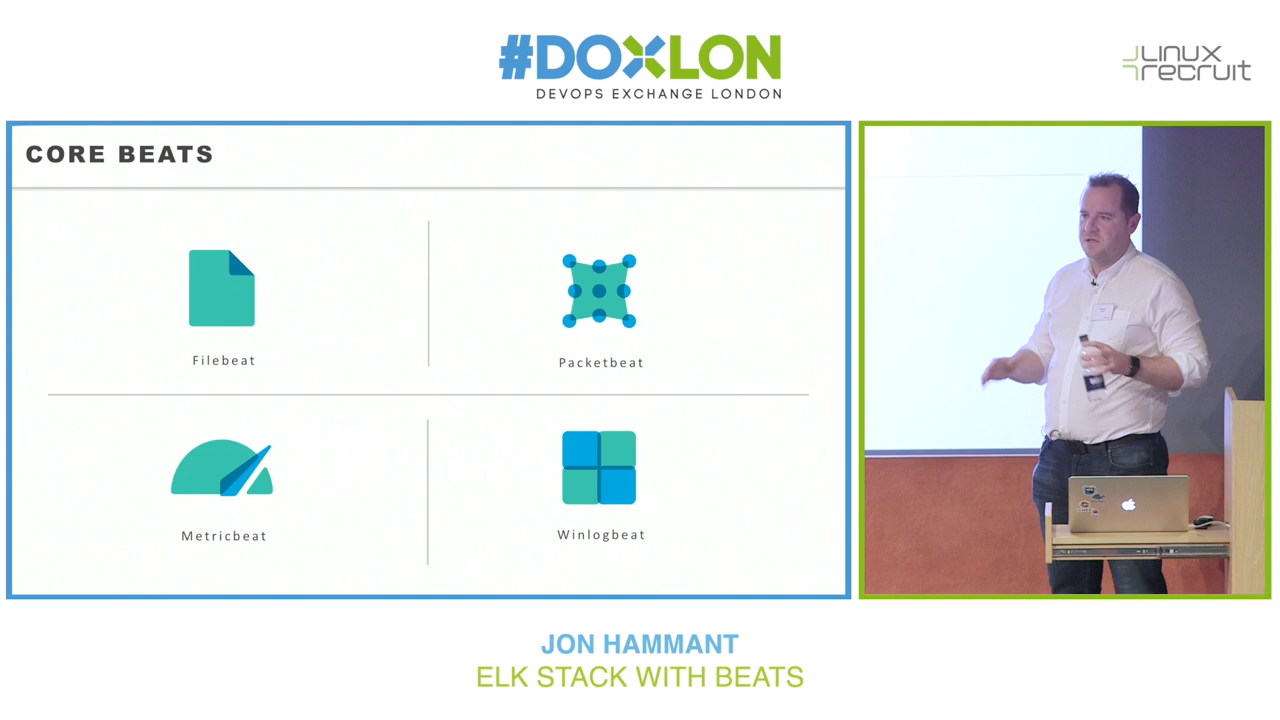 #DOXLON
DEVOPS EXCHANGE LONDON
LINUX
recruit
CORE BEATS
Filebeat
Packetbeat
Metricbeat
Winlogbeat
JON HAMMANT
ELK STACK WITH BEATS